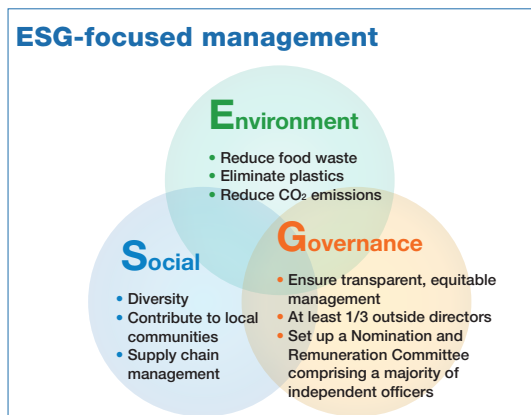 ESG-focused management
Environment
• Reduce food waste
• Eliminate plastics
• Reduce CO₂ emissions
Social
• Diversity
• Contribute to local
communities
• Supply chain
management
Governance
• Ensure transparent, equitable
management
• At least 1/3 outside directors
• Set up a Nomination and
Remuneration Committee
comprising a majority of
independent officers